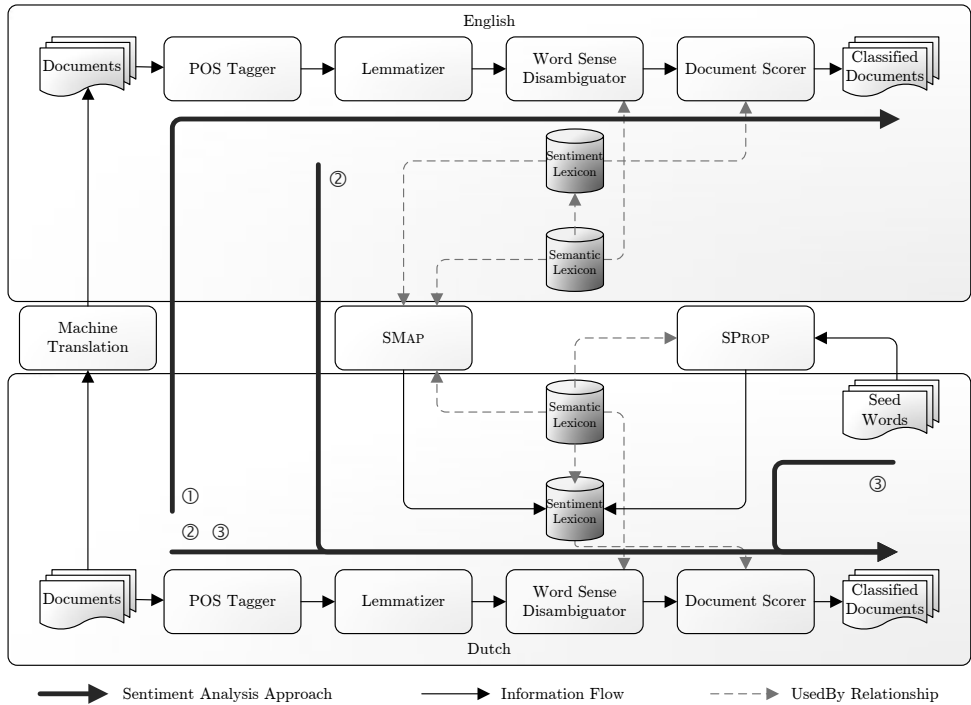 English
Documents
POS Tagger
Lemmatizer
Word Sense
Disambiguator
Document Scorer
Classified
Documents
②
Sentiment
Lexicon
Semantic
Lexicon
Machine
Translation
SMAP
SPROP
Semantic
Lexicon
Seed
Words
①
③
Sentiment
Lexicon
② ③
Documents
POS Tagger
Lemmatizer
Word Sense
Disambiguator
Document Scorer
Classified
Documents
Dutch
Sentiment Analysis Approach
Information Flow
UsedBy Relationship